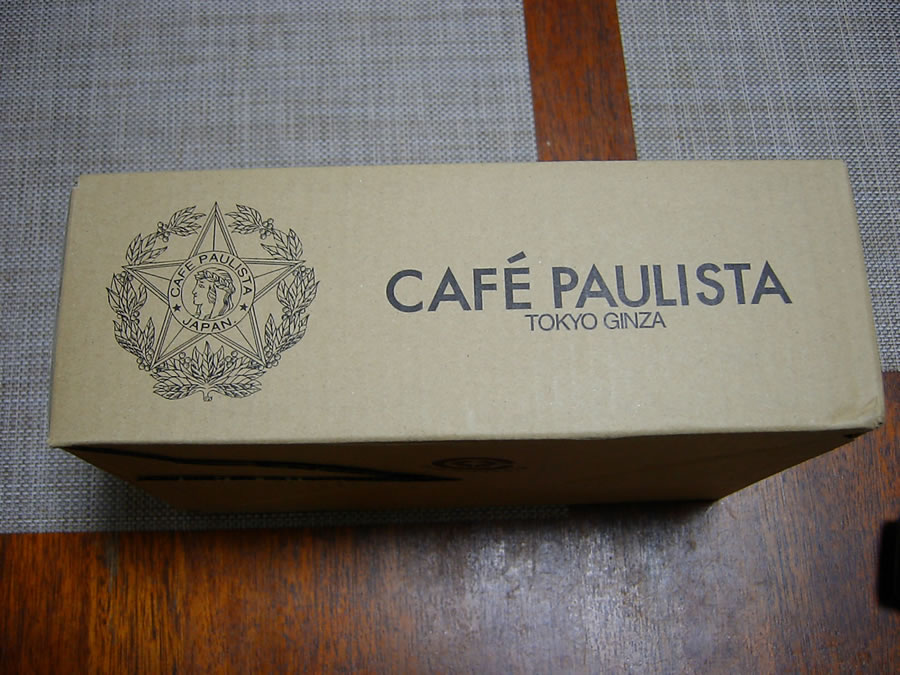 CAFE PAULISTA
★ JAPAN. ★
CAFÉ PAULISTA
TOKYO GINZA